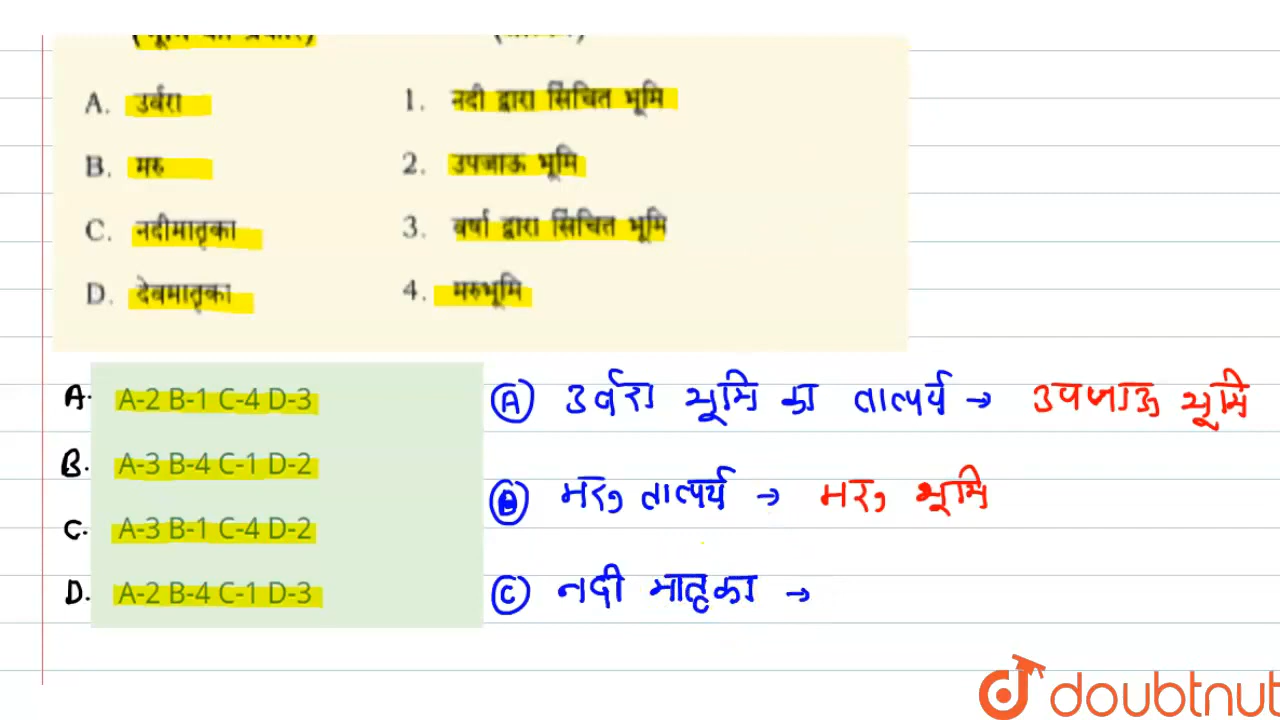 A. उर्वरा 1. नदी द्वारा सिंचित भूमि
B. मरु 2. उपजाऊ भूमि
C. नदीमातृका 3. वर्षा द्वारा सिंचित भूमि
D. देवमातृका 4. मरुभूमि
A. A-2 B-1 C-4 D-3
B. A-3 B-4 C-1 D-2
C. A-3 B-1 C-4 D-2
D. A-2 B-4 C-1 D-3
A उर्वरा भूमि का तात्पर्य → उपजाऊ भूमि
B मरु तात्पर्य → मरु भूमि
C नदी मातृका →
doubtnut